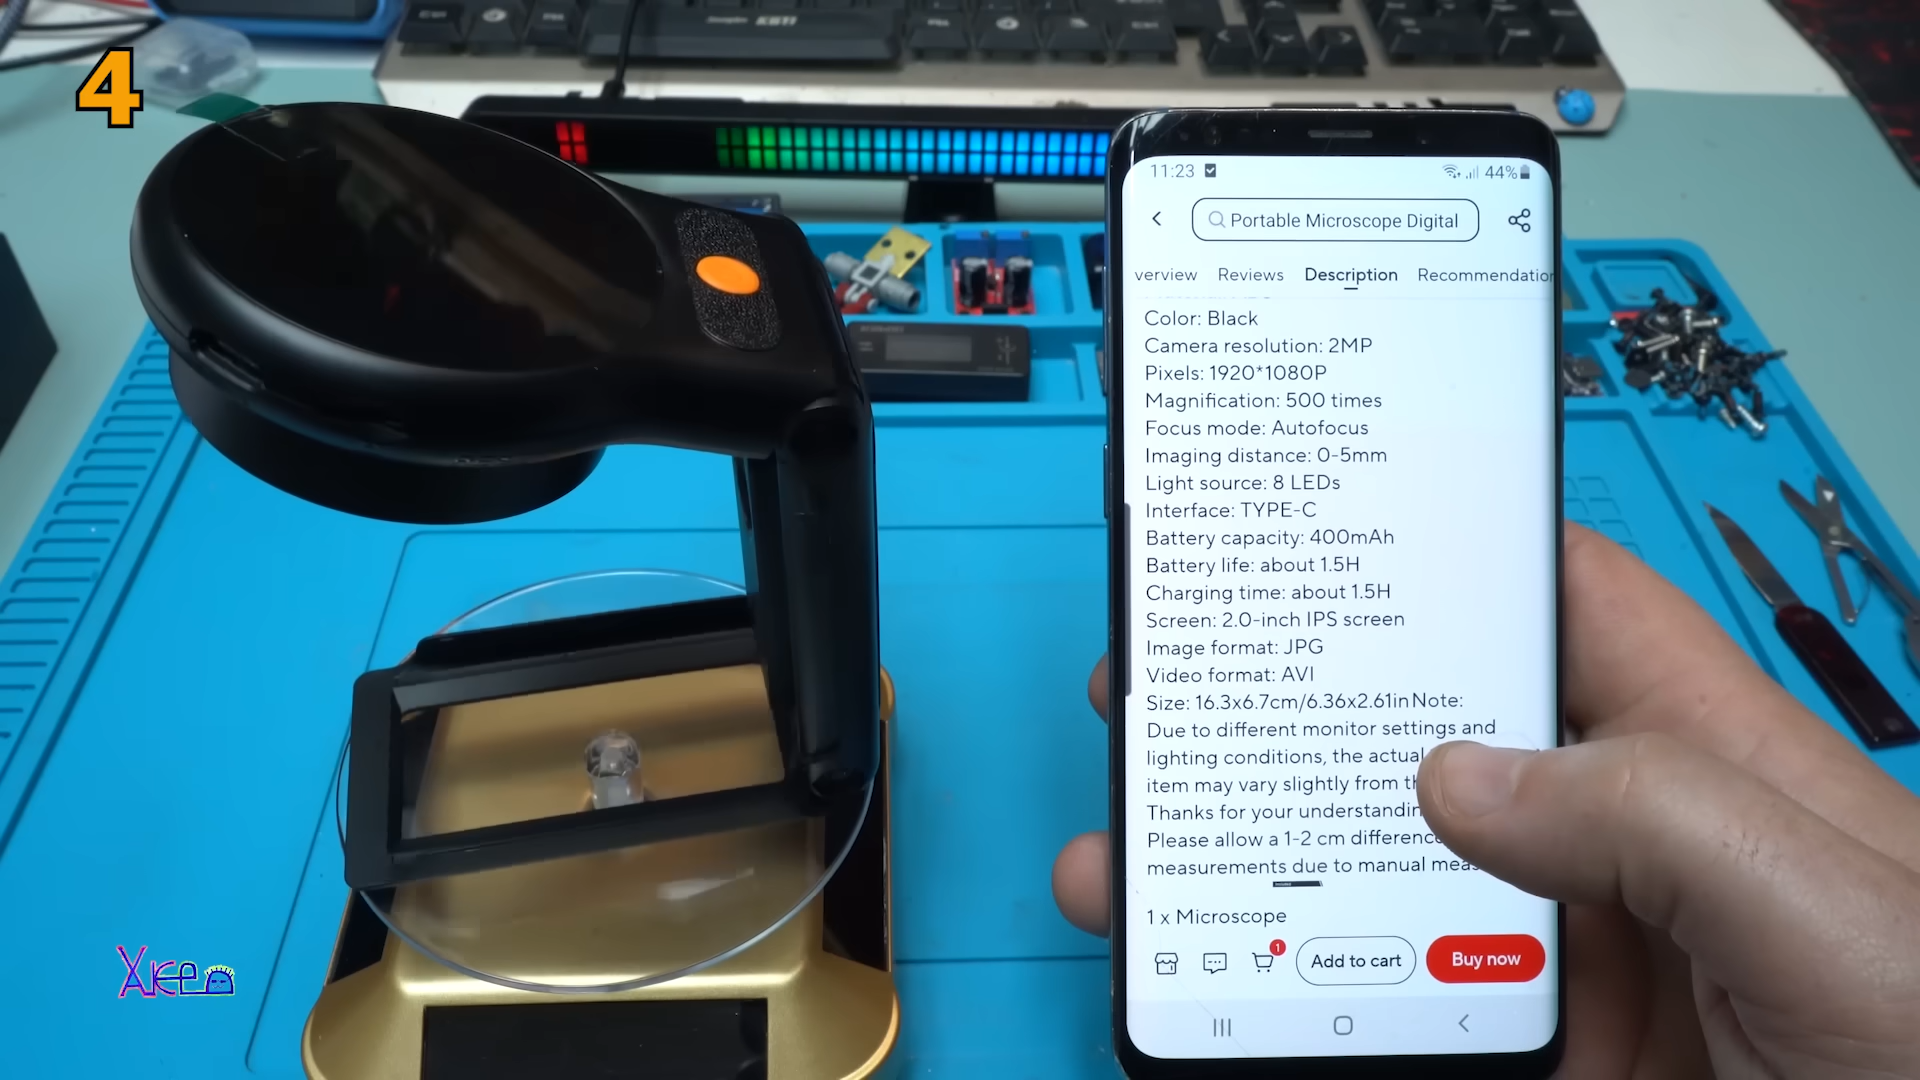 4
11:23
44%
Portable Microscope Digital
verview Reviews Description Recommendation
Color: Black
Camera resolution: 2MP
Pixels: 1920*1080P
Magnification: 500 times
Focus mode: Autofocus
Imaging distance: 0-5mm
Light source: 8 LEDs
Interface: TYPE-C
Battery capacity: 400mAh
Battery life: about 1.5H
Charging time: about 1.5H
Screen: 2.0-inch IPS screen
Image format: JPG
Video format: AVI
Size: 16.3x6.7cm/6.36x2.61inNote:
Due to different monitor settings and
lighting conditions, the actual
item may vary slightly from th
Thanks for your understandin
Please allow a 1-2 cm differenc
measurements due to manual meas
1 x Microscope
1
Add to cart
Buy now